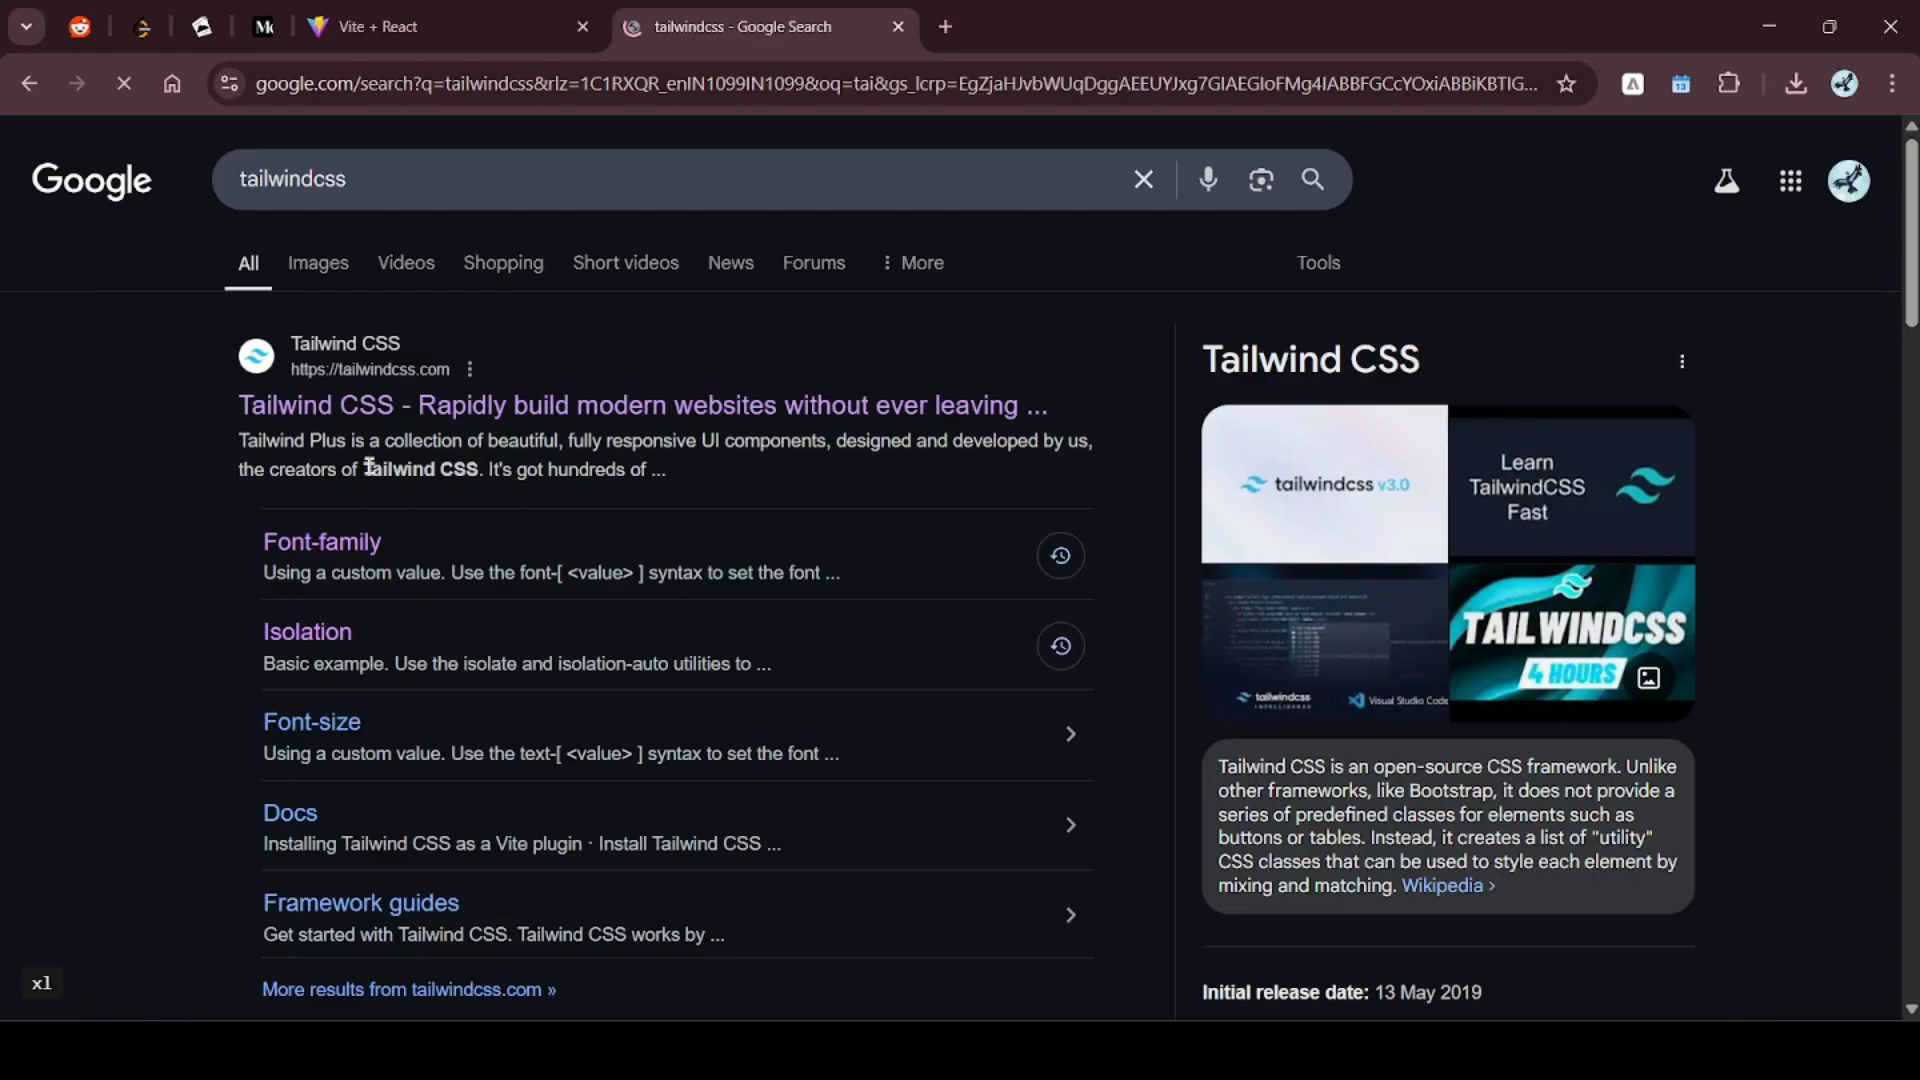 Vite + React
tailwindcss - Google Search
google.com/search?q=tailwindcss&rlz=1C1RXQR_enIN1099IN1099&oq=tai&gs_lcrp=EgZjaHJvbWUqDggAEEUYJxg7GIAEGIoFMg4IABBFGCcYOxiABBiKBTIG...
13
Google
tailwindcss
All
Images
Videos
Shopping
Short videos
News
Forums
More
Tools
Tailwind CSS
https://tailwindcss.com
Tailwind CSS - Rapidly build modern websites without ever leaving ...
Tailwind Plus is a collection of beautiful, fully responsive UI components, designed and developed by us,
the creators of Tailwind CSS. It's got hundreds of ...
Font-family
Using a custom value. Use the font-[ <value> ] syntax to set the font ...
Isolation
Basic example. Use the isolate and isolation-auto utilities to ...
Font-size
Using a custom value. Use the text-[ <value> ] syntax to set the font ...
Docs
Installing Tailwind CSS as a Vite plugin · Install Tailwind CSS ...
Framework guides
Get started with Tailwind CSS. Tailwind CSS works by ...
More results from tailwindcss.com »
xl
Tailwind CSS
tailwindcss v3.0
Learn
TailwindCSS
Fast
tailwindcss
INTELLISENSE
Visual Studio Code
TAILWINDCSS
4 HOURS
Tailwind CSS is an open-source CSS framework. Unlike
other frameworks, like Bootstrap, it does not provide a
series of predefined classes for elements such as
buttons or tables. Instead, it creates a list of "utility"
CSS classes that can be used to style each element by
mixing and matching. Wikipedia ›
Initial release date: 13 May 2019